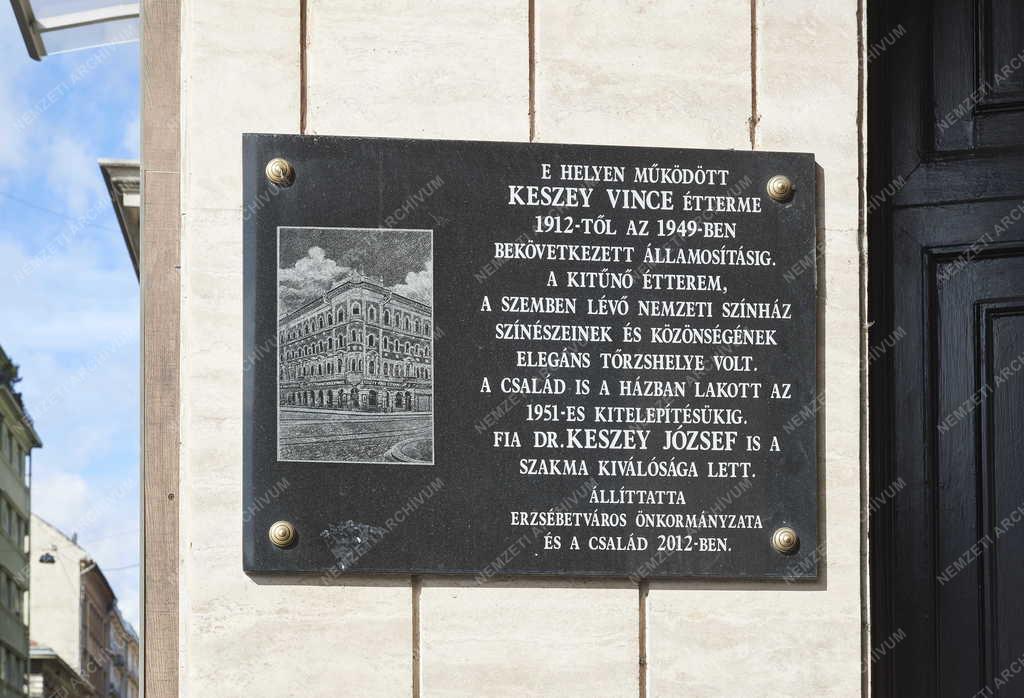 E HELYEN MŰKÖDÖTT
KESZEY VINCE ÉTTERME
1912-TŐL AZ 1949-BEN
BEKÖVETKEZETT ÁLLAMOSÍTÁSIG.
A KITŰNŐ ÉTTEREM,
A SZEMBEN LÉVŐ NEMZETI SZÍNHÁZ
SZÍNÉSZEINEK ÉS KÖZÖNSÉGÉNEK
ELEGÁNS TÖRZSHELYE VOLT.
A CSALÁD IS A HÁZBAN LAKOTT AZ
1951-ES KITELEPÍTÉSÜKIG.
FIA DR.KESZEY JÓZSEF IS A
SZAKMA KIVÁLÓSÁGA LETT.
ÁLLÍTTATTA
ERZSÉBETVÁROS ÖNKORMÁNYZATA
ÉS A CSALÁD 2012-BEN.
NEMZETI ARCHÍVUM